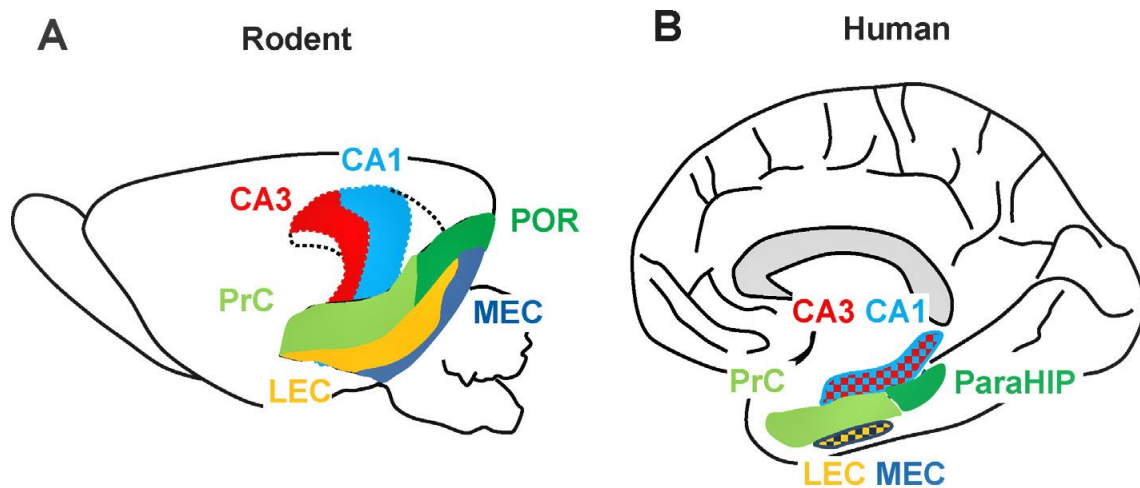 A
Rodent
CA1
CA3
POR
PrC
MEC
LEC
B
Human
CA3 CA1
PrC
ParaHIP
LEC MEC